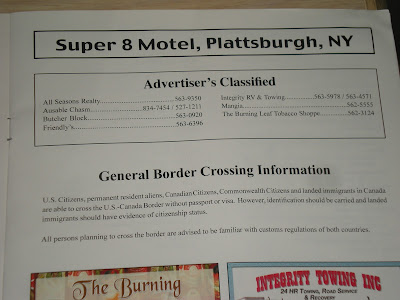 Super 8 Motel, Plattsburgh, NY
Advertiser's Classified
All Seasons Realty..............................563-9350
Ausable Chasm....................834-7454 / 527-1211
Butcher Block......................................563-0920
Friendly's.............................................563-6396
Integrity RV & Towing...............563-5978 / 563-4571
Mangia................................................562-5555
The Burning Leaf Tobacco Shoppe...............562-3124
General Border Crossing Information
U.S. Citizens, permanent resident aliens, Canadian Citizens, Commonwealth Citizens and landed immigrants in Canada
are able to cross the U.S.-Canada Border without passport or visa. However, identification should be carried and landed
immigrants should have evidence of citizenship status.
All persons planning to cross the border are advised to be familiar with customs regulations of both countries.
The Burning
INTEGRITY TOWING INC
24 HR TOWING, ROAD SERVICE
& RECOVERY